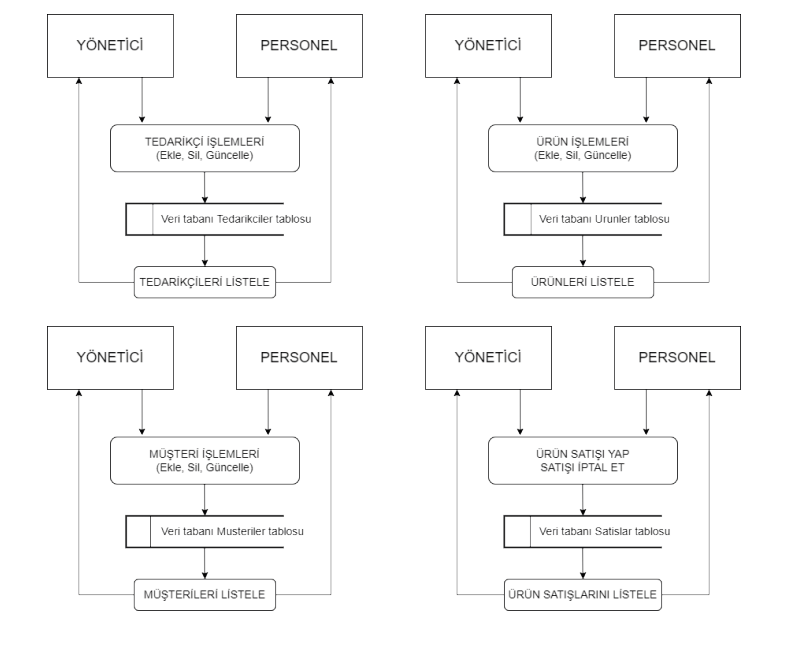 YÖNETİCİ
PERSONEL
TEDARİKÇİ İŞLEMLERİ
(Ekle, Sil, Güncelle)
Veri tabanı Tedarikciler tablosu
TEDARİKÇİLERİ LİSTELE
YÖNETİCİ
PERSONEL
ÜRÜN İŞLEMLERİ
(Ekle, Sil, Güncelle)
Veri tabanı Urunler tablosu
ÜRÜNLERİ LİSTELE
YÖNETİCİ
PERSONEL
MÜŞTERİ İŞLEMLERİ
(Ekle, Sil, Güncelle)
Veri tabanı Musteriler tablosu
MÜŞTERİLERİ LİSTELE
YÖNETİCİ
PERSONEL
ÜRÜN SATIŞI YAP
SATIŞI İPTAL ET
Veri tabanı Satislar tablosu
ÜRÜN SATIŞLARINI LİSTELE